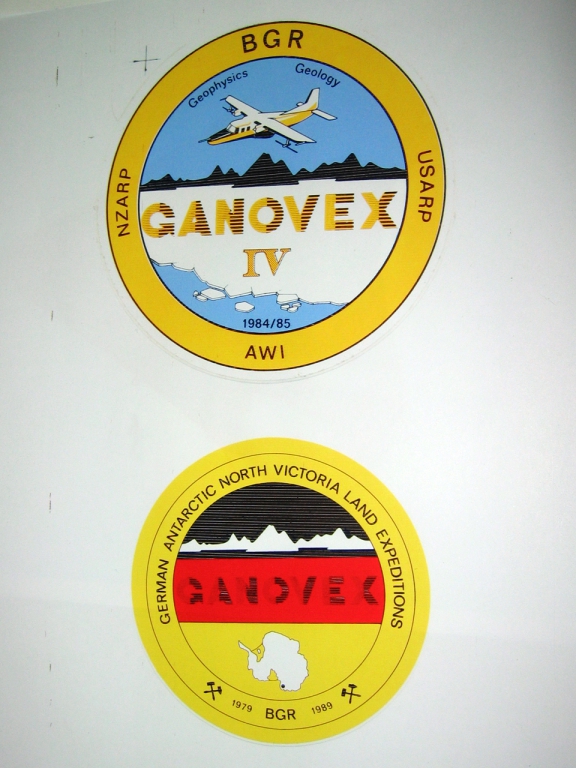 BGR
Geophysics
Geology
NZARP
USARP
GANOVEX
IV
1984/85
AWI
GERMAN ANTARCTIC NORTH VICTORIA LAND EXPEDITIONS
GANOVEX
1979 BGR 1989